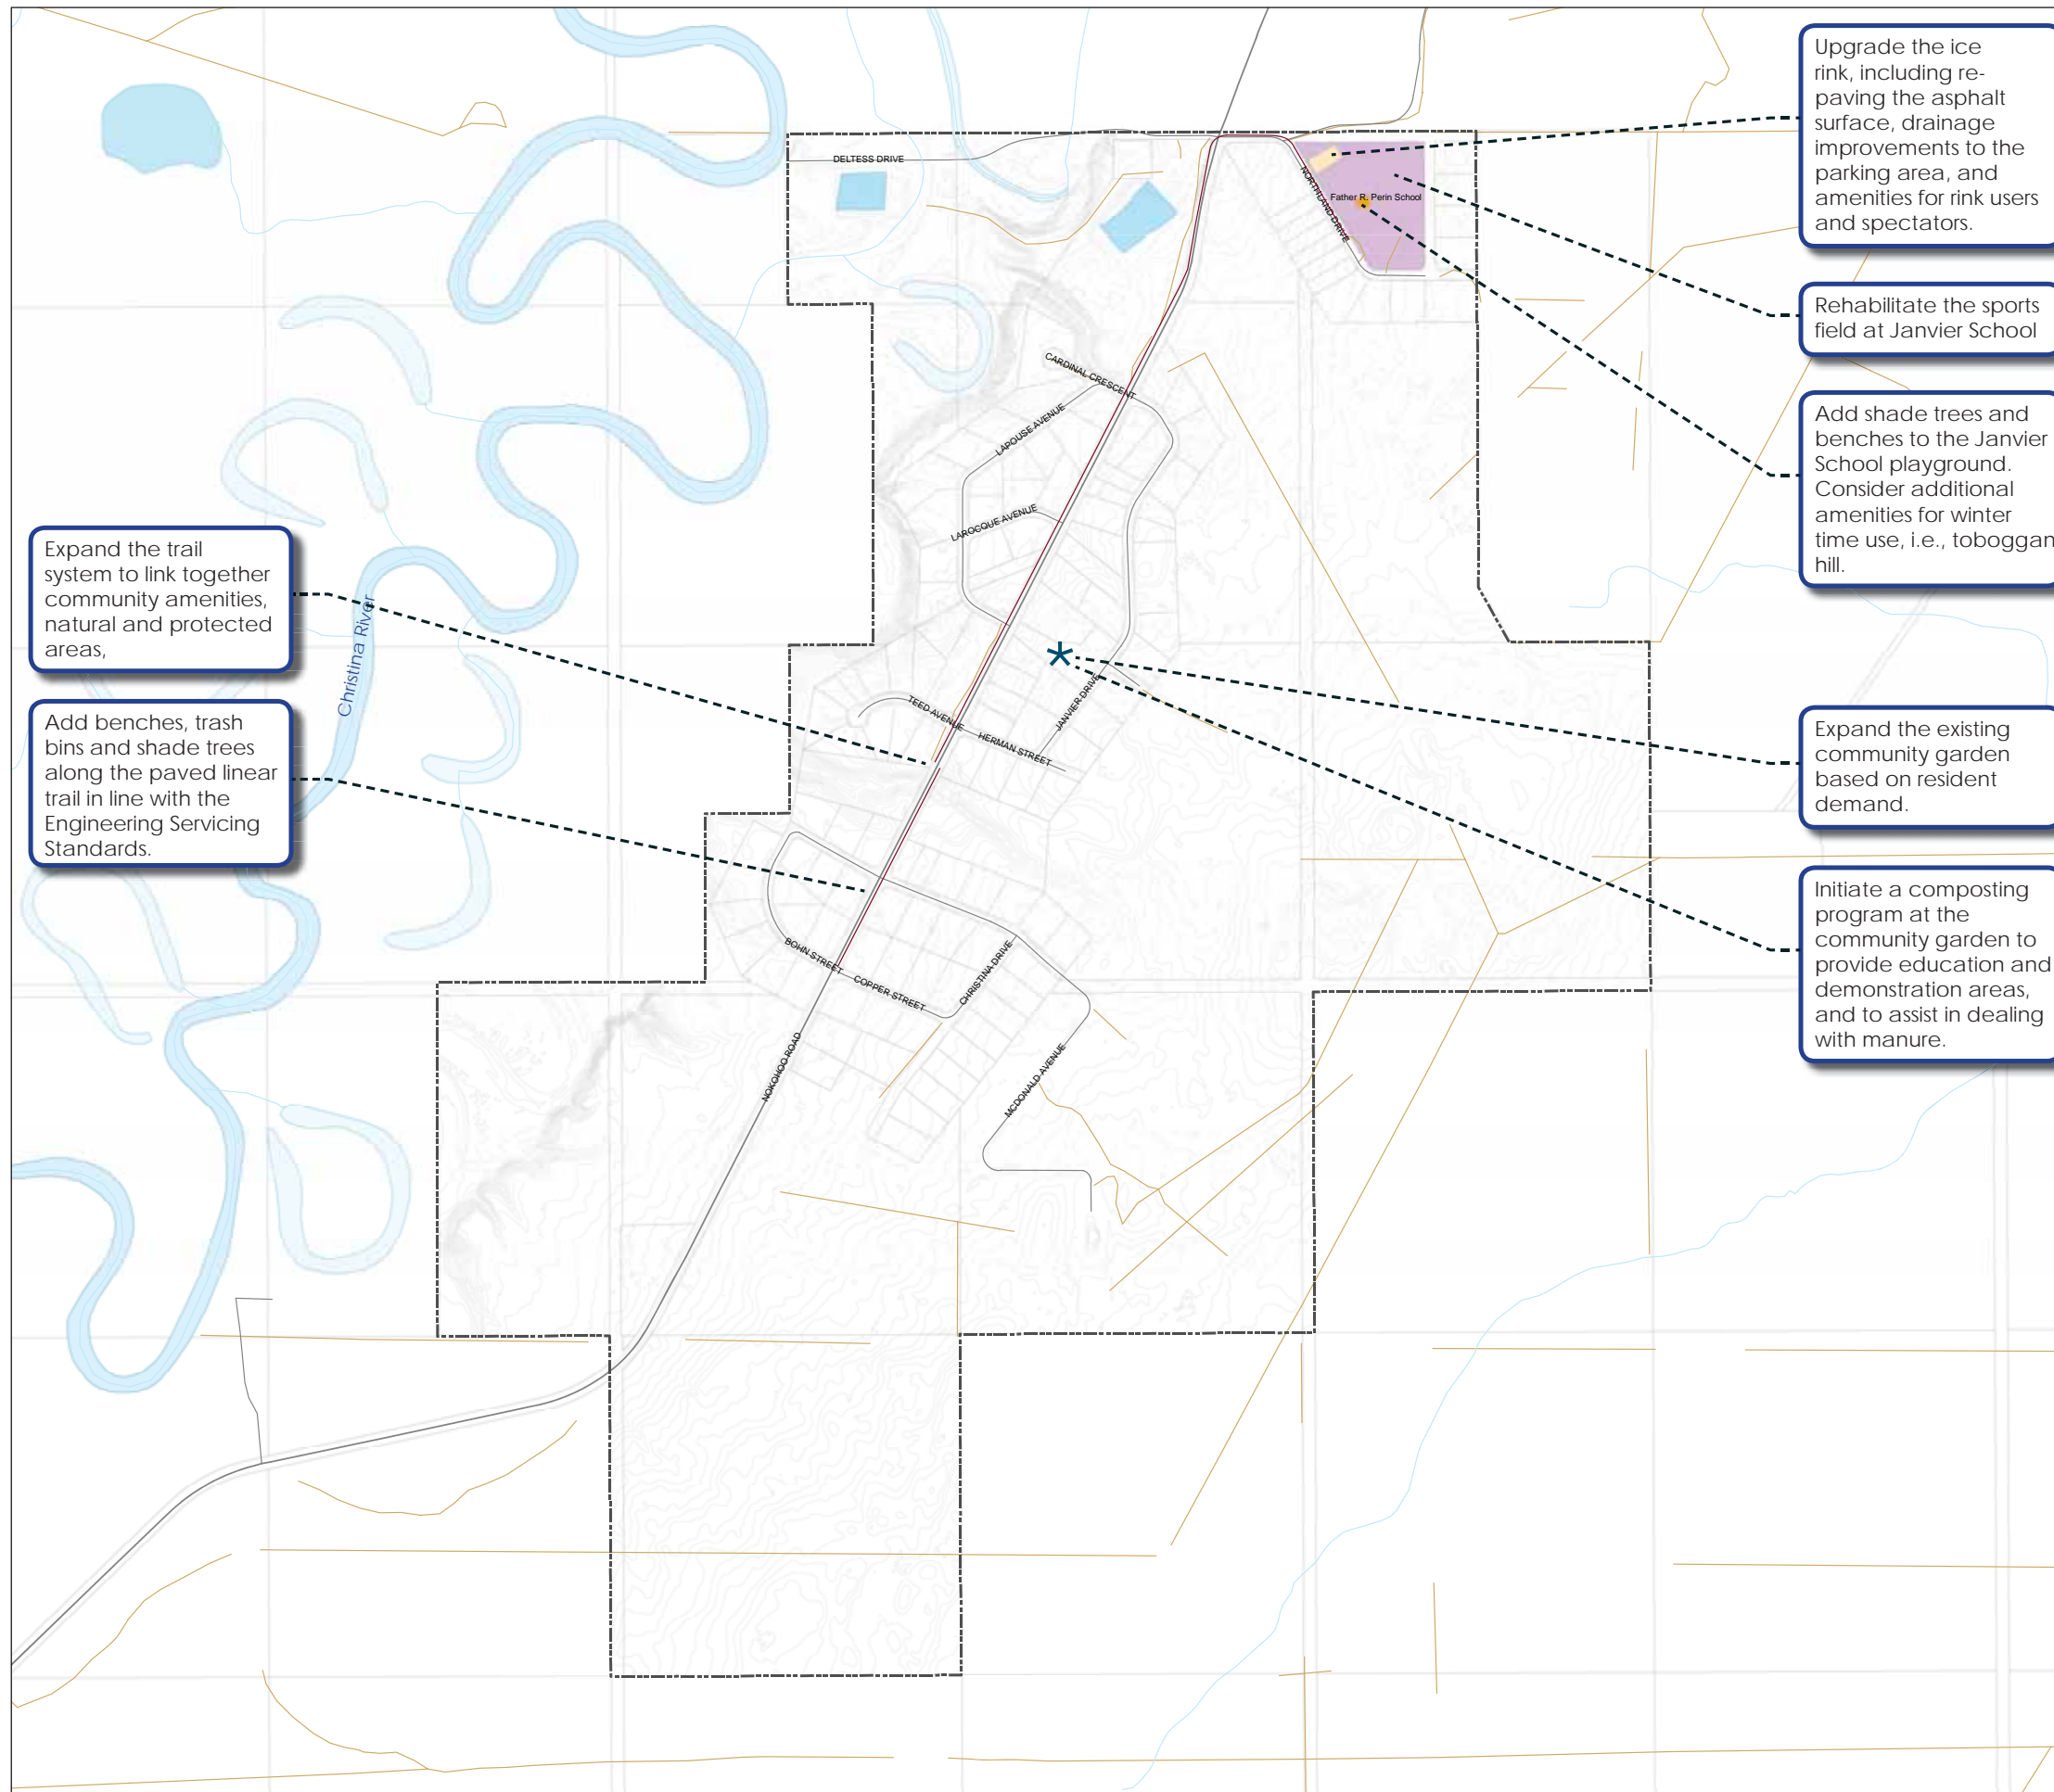 Upgrade the ice
rink, including re-
paving the asphalt
surface, drainage
improvements to the
parking area, and
amenities for rink users
and spectators.
DELTESS DRIVE
NORTHLAND DRIVE
Father R. Perin School
Rehabilitate the sports
field at Janvier School
CARDINAL CRESCENT
LAPOUSE AVENUE
Add shade trees and
benches to the Janvier
School playground.
Consider additional
amenities for winter
time use, i.e., toboggan
hill.
LAROCQUE AVENUE
Expand the trail
system to link together
community amenities,
natural and protected
areas,
Christina River
JANVIER DRIVE
TEED AVENUE
HERMAN STREET
Add benches, trash
bins and shade trees
along the paved linear
trail in line with the
Engineering Servicing
Standards.
Expand the existing
community garden
based on resident
demand.
Initiate a composting
program at the
community garden to
provide education and
demonstration areas,
and to assist in dealing
with manure.
BOHN STREET
COPPER STREET
CHRISTINA DRIVE
NOKOHOO ROAD
MCDONALD AVENUE